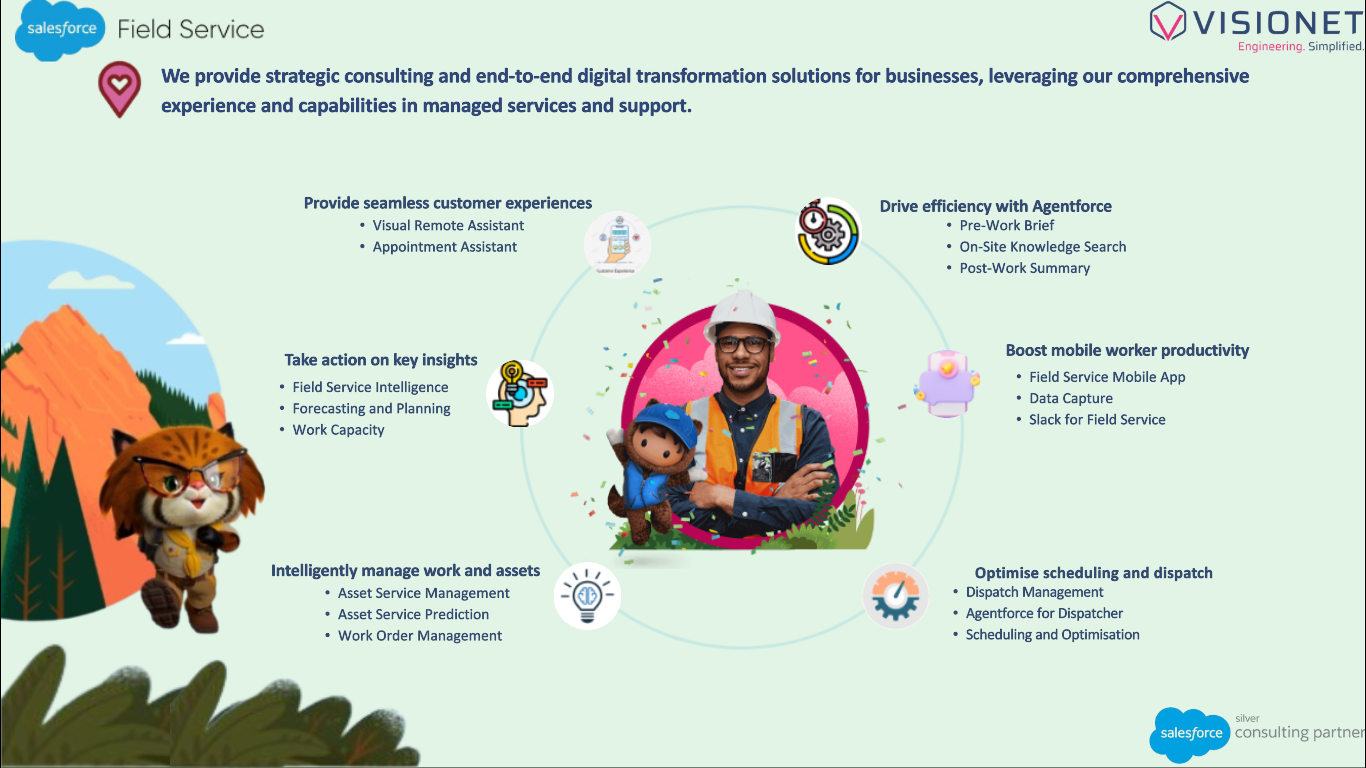 salesforce Field Service
VISIONET
Engineering. Simplified.
We provide strategic consulting and end-to-end digital transformation solutions for businesses, leveraging our comprehensive
experience and capabilities in managed services and support.
Provide seamless customer experiences
• Visual Remote Assistant
• Appointment Assistant
Customer Experience
Drive efficiency with Agentforce
• Pre-Work Brief
• On-Site Knowledge Search
• Post-Work Summary
Take action on key insights
• Field Service Intelligence
• Forecasting and Planning
• Work Capacity
Boost mobile worker productivity
• Field Service Mobile App
• Data Capture
• Slack for Field Service
Intelligently manage work and assets
• Asset Service Management
• Asset Service Prediction
• Work Order Management
Optimise scheduling and dispatch
• Dispatch Management
• Agentforce for Dispatcher
• Scheduling and Optimisation
salesforce
silver
consulting partner